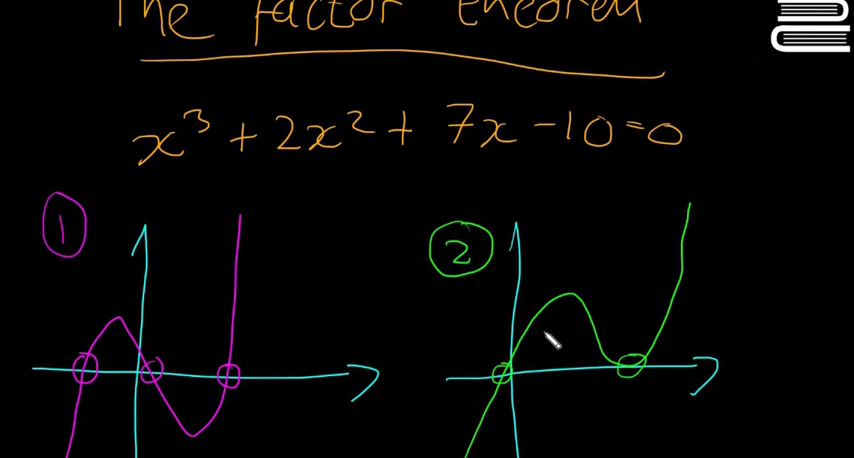 The factor theorem
x³ + 2x² + 7x - 10 = 0
1
2